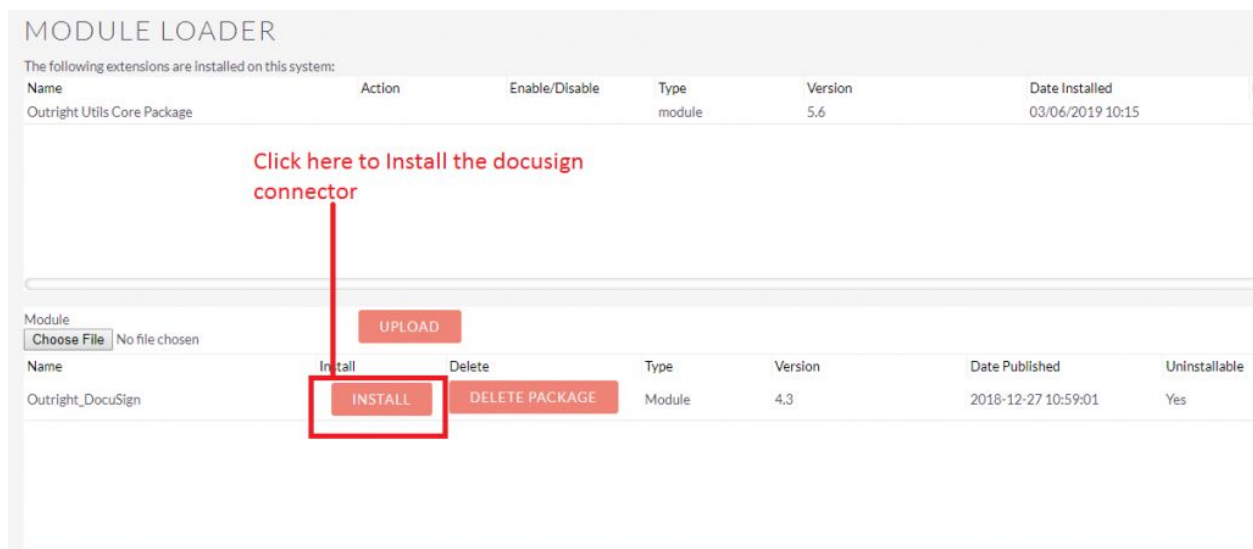 MODULE LOADER
The following extensions are installed on this system:
Name Action Enable/Disable Type Version Date Installed
Outright Utils Core Package module 5.6 03/06/2019 10:15
Click here to Install the docusign
connector
Module
Choose File No file chosen UPLOAD
Name Install Delete Type Version Date Published Uninstallable
Outright_DocuSign INSTALL DELETE PACKAGE Module 4.3 2018-12-27 10:59:01 Yes